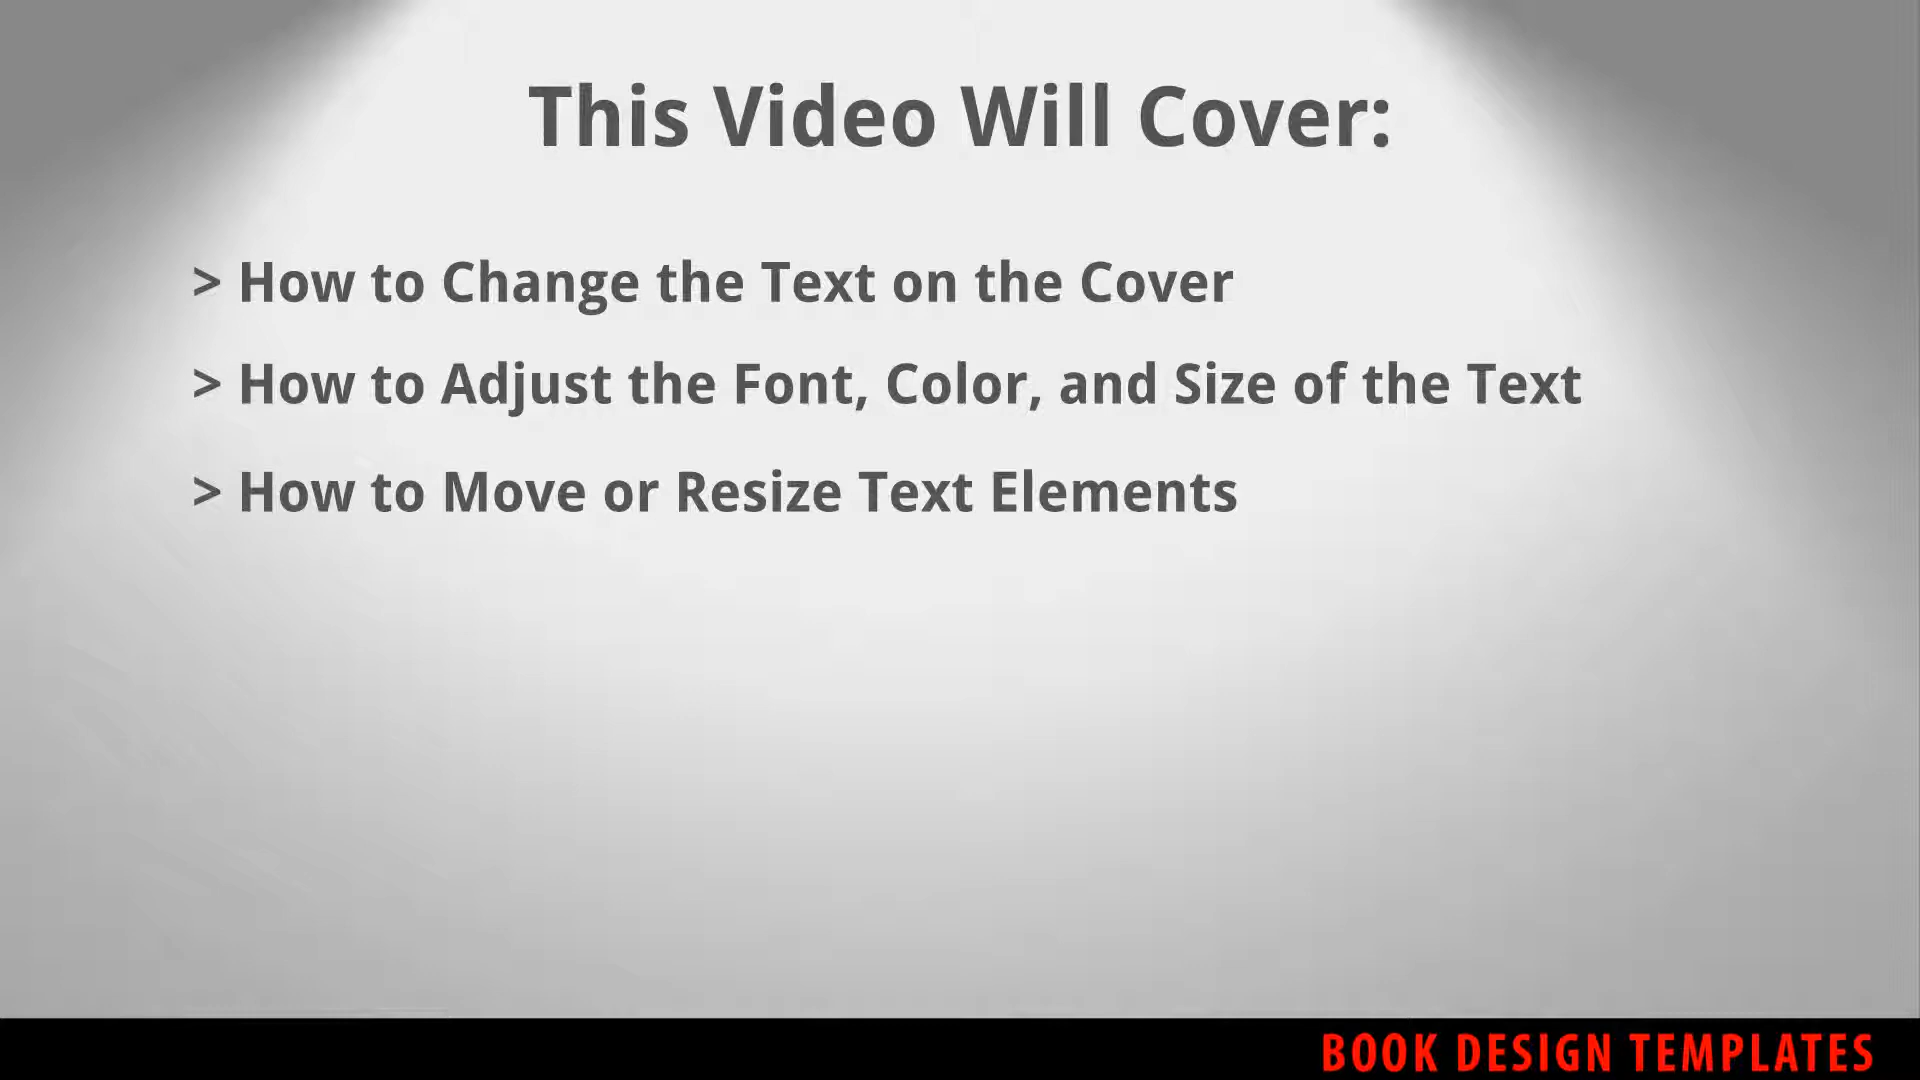 This Video Will Cover:
> How to Change the Text on the Cover
> How to Adjust the Font, Color, and Size of the Text
> How to Move or Resize Text Elements
BOOK DESIGN TEMPLATES